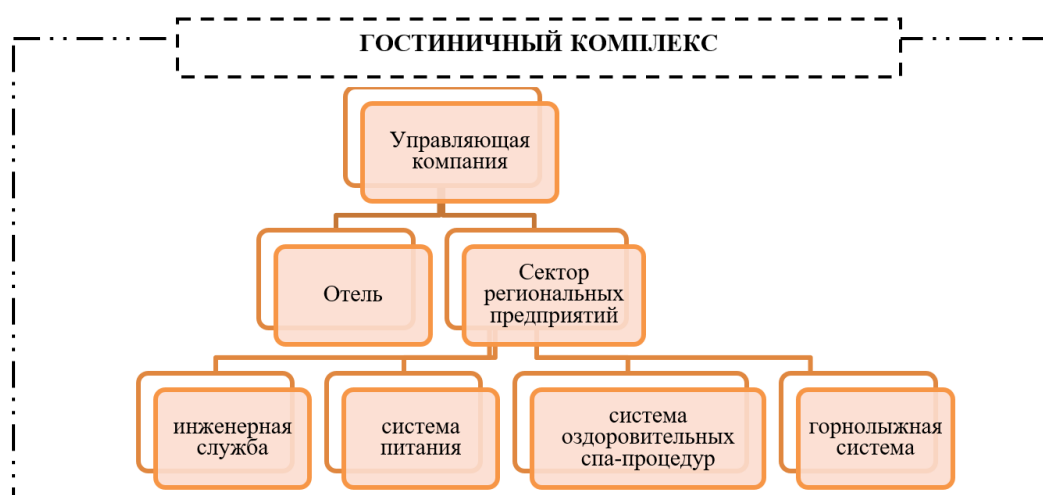 ГОСТИНИЧНЫЙ КОМПЛЕКС
Управляющая
компания
Отель
Сектор
региональных
предприятий
инженерная
служба
система
питания
система
оздоровительных
спа-процедур
горнолыжная
система